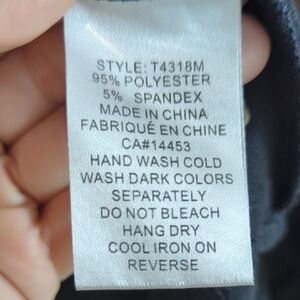 STYLE: T4318M
95% POLYESTER
5% SPANDEX
MADE IN CHINA
FABRIQUÉ EN CHINE
CA#14453
HAND WASH COLD
WASH DARK COLORS
SEPARATELY
DO NOT BLEACH
HANG DRY
COOL IRON ON
REVERSE